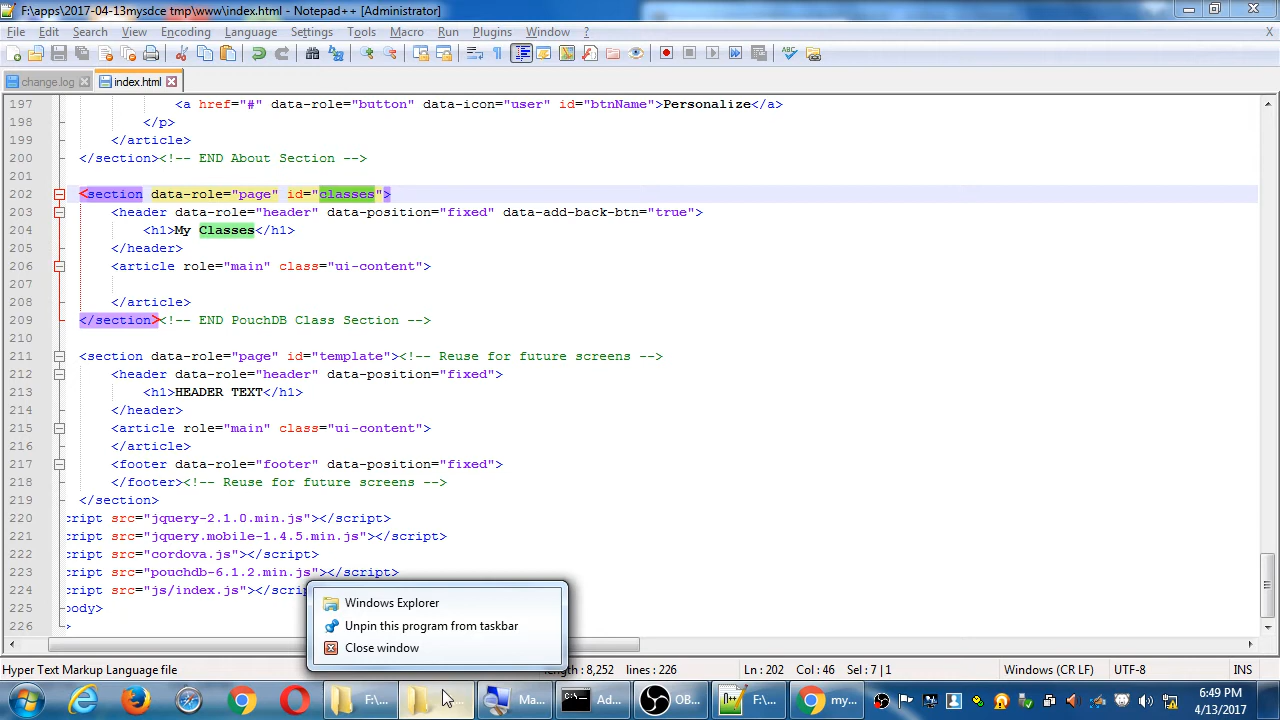 F:\apps\2017-04-13mysdce tmp\www\index.html - Notepad++ [Administrator]
File Edit Search View Encoding Language Settings Tools Macro Run Plugins Window ? X
change.log index.html
197 <a href="#" data-role="button" data-icon="user" id="btnName">Personalize</a>
198 </p>
199 </article>
200 </section><!-- END About Section -->
201
202 <section data-role="page" id="classes">
203 <header data-role="header" data-position="fixed" data-add-back-btn="true">
204 <h1>My Classes</h1>
205 </header>
206 <article role="main" class="ui-content">
207
208 </article>
209 </section><!-- END PouchDB Class Section -->
210
211 <section data-role="page" id="template"><!-- Reuse for future screens -->
212 <header data-role="header" data-position="fixed">
213 <h1>HEADER TEXT</h1>
214 </header>
215 <article role="main" class="ui-content">
216 </article>
217 <footer data-role="footer" data-position="fixed">
218 </footer><!-- Reuse for future screens -->
219 </section>
220 cript src="jquery-2.1.0.min.js"></script>
221 cript src="jquery.mobile-1.4.5.min.js"></script>
222 cript src="cordova.js"></script>
223 cript src="pouchdb-6.1.2.min.js"></script>
224 cript src="js/index.js"></scrip
225 body>
226 >
Windows Explorer
Unpin this program from taskbar
Close window
Hyper Text Markup Language file length : 8,252 lines : 226 Ln : 202 Col : 46 Sel : 7 | 1 Windows (CR LF) UTF-8 INS
F:\... Ma... Ad... OB... F:\... my...
6:49 PM
4/13/2017